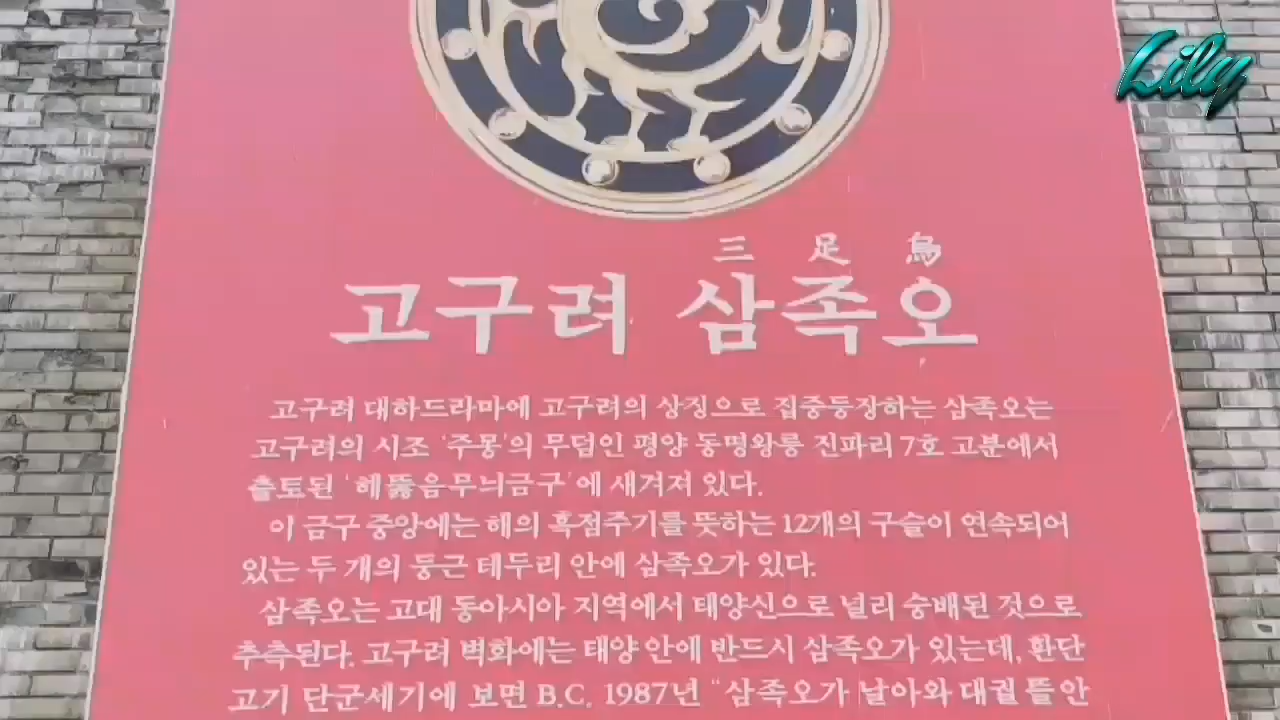 Lily
三 足 烏
고구려 삼족오
고구려 대하드라마에 고구려의 상징으로 집중등장하는 삼족오는
고구려의 시조 '주몽'의 무덤인 평양 동명왕릉 진파리 7호 고분에서
출토된 '해뚫음무늬금구'에 새겨져 있다.
이 금구 중앙에는 해의 흑점주기를 뜻하는 12개의 구슬이 연속되어
있는 두 개의 둥근 테두리 안에 삼족오가 있다.
삼족오는 고대 동아시아 지역에서 태양신으로 널리 숭배된 것으로
추측된다. 고구려 벽화에는 태양 안에 반드시 삼족오가 있는데, 환단
고기 단군세기에 보면 B.C. 1987년 "삼족오가 날아와 대궐 뜰 안